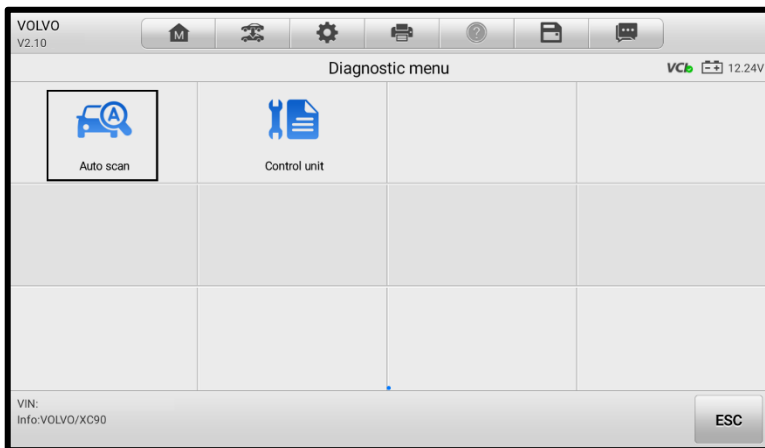 VOLVO
V2.10
M
?
Diagnostic menu
VCI 12.24V
A
Auto scan
Control unit
VIN:
Info:VOLVO/XC90
ESC